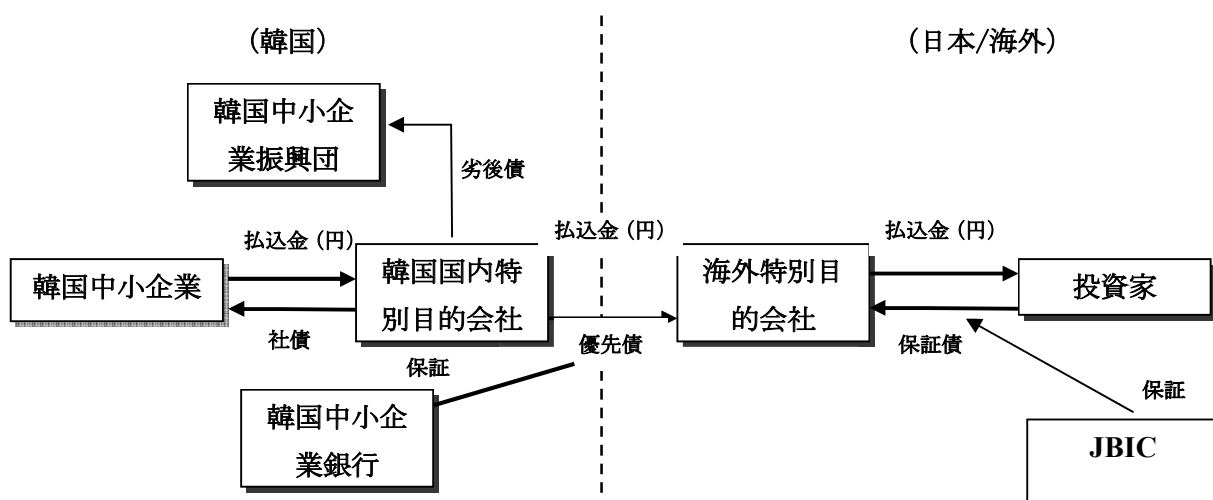 (韓国)
(日本/海外)
韓国中小企
業振興団
劣後債
払込金 (円)
払込金 (円)
払込金 (円)
韓国中小企業
韓国国内特
別目的会社
海外特別目
的会社
投資家
社債
保証
優先債
保証債
保証
韓国中小企
業銀行
JBIC